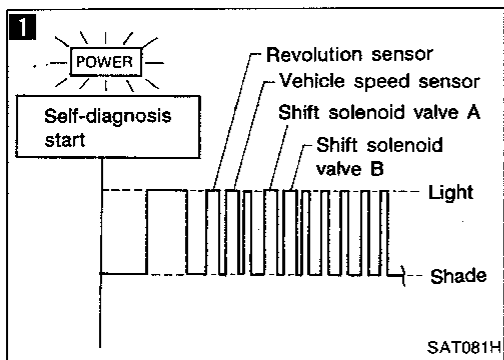 1
POWER
Self-diagnosis
start
Revolution sensor
Vehicle speed sensor
Shift solenoid valve A
Shift solenoid
valve B
Light
Shade
SAT081H